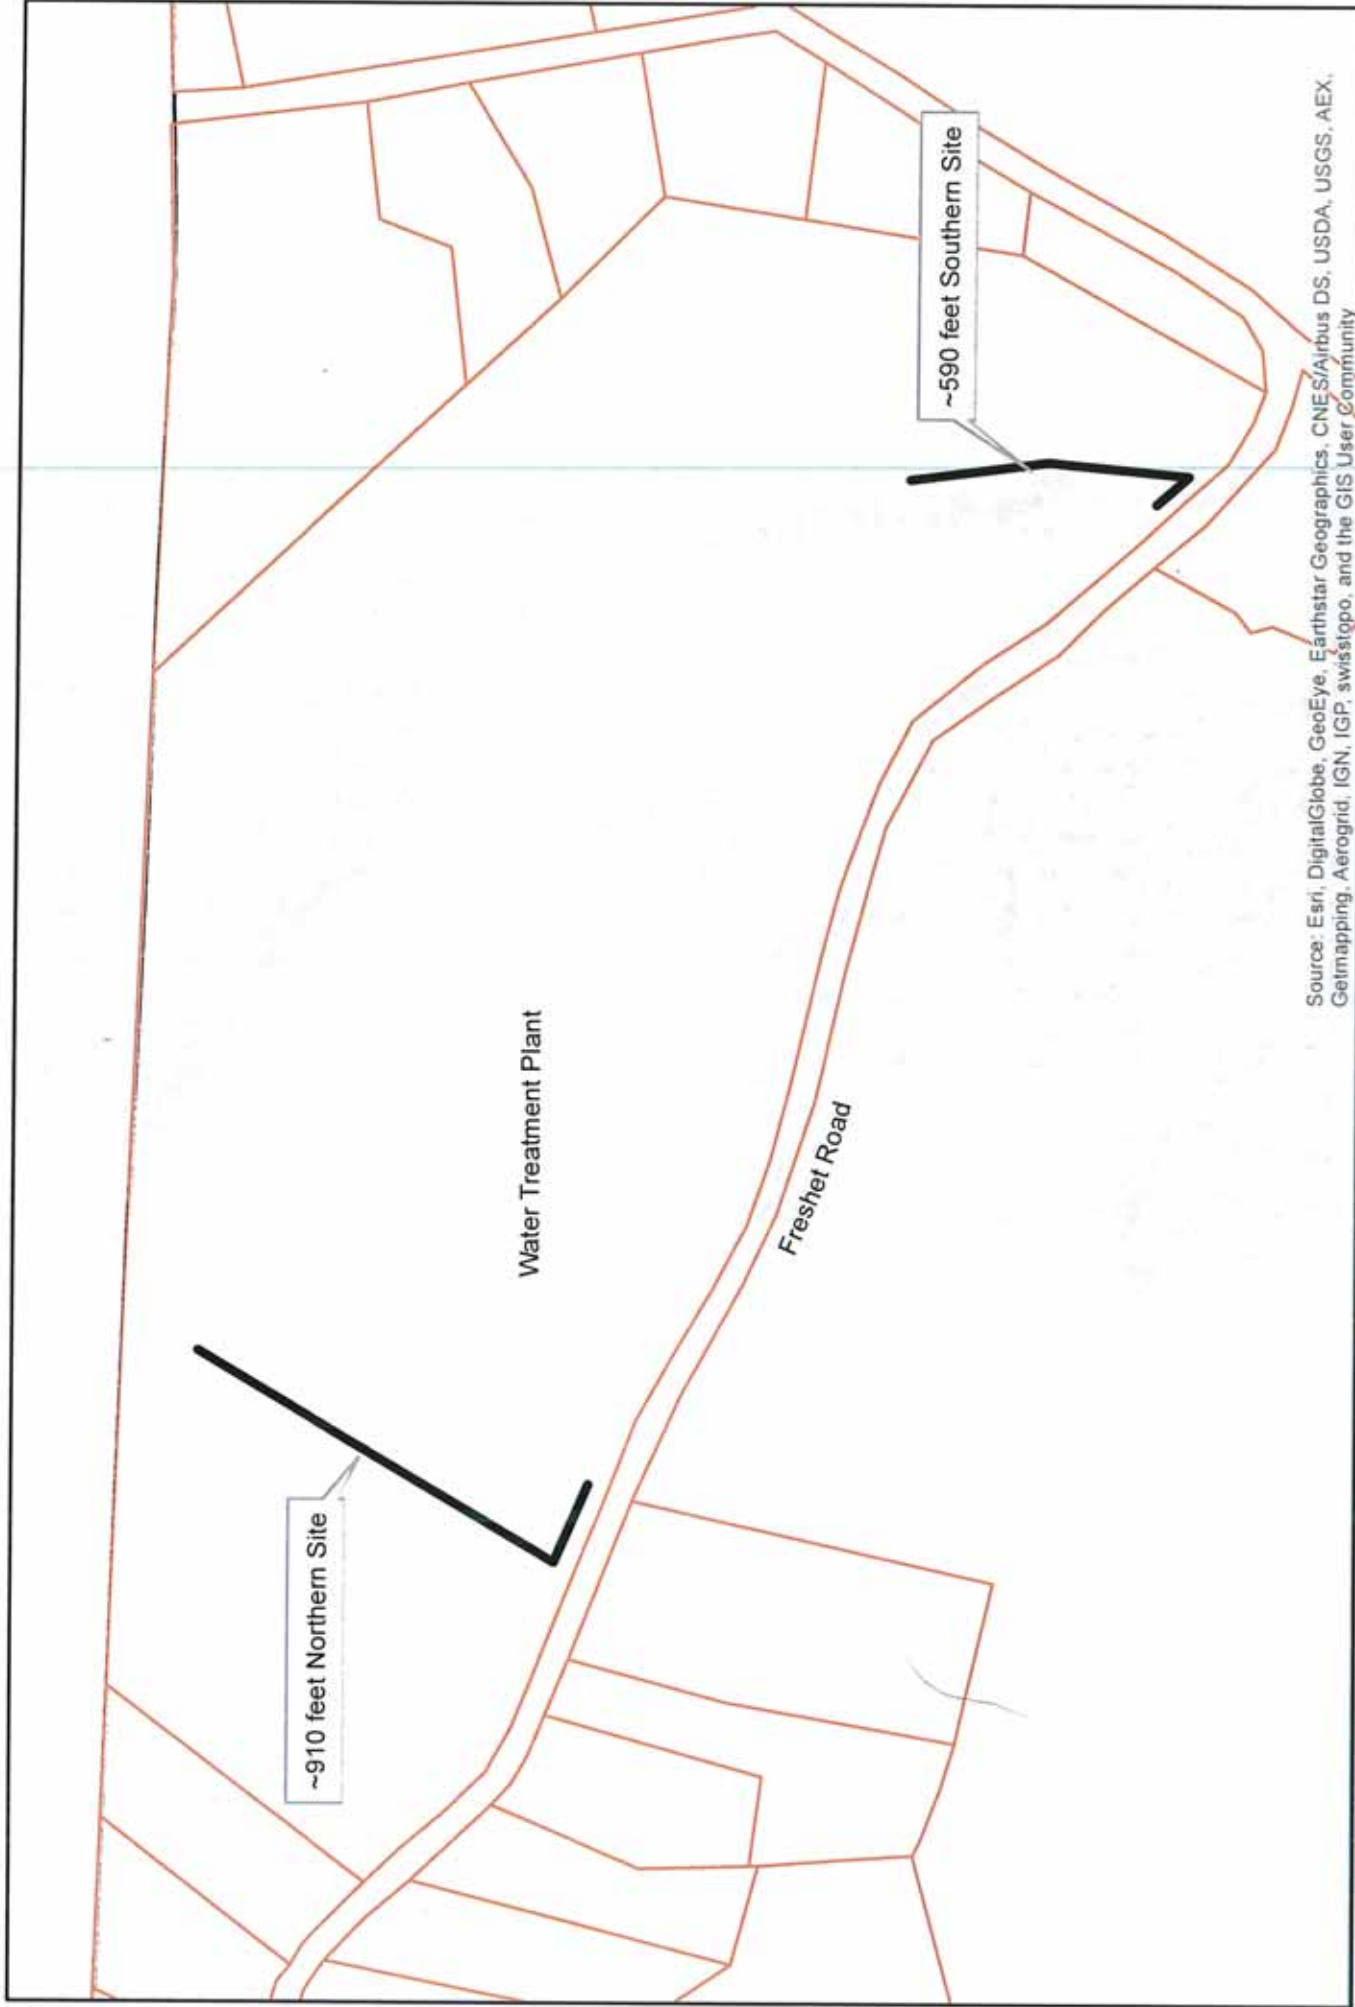 ~910 feet Northern Site
Water Treatment Plant
Freshet Road
~590 feet Southern Site
Source: Esri, DigitalGlobe, GeoEye, Earthstar Geographics, CNES/Airbus DS, USDA, USGS, AEX,
Getmapping, Aerogrid, IGN, IGP, swisstopo, and the GIS User Community